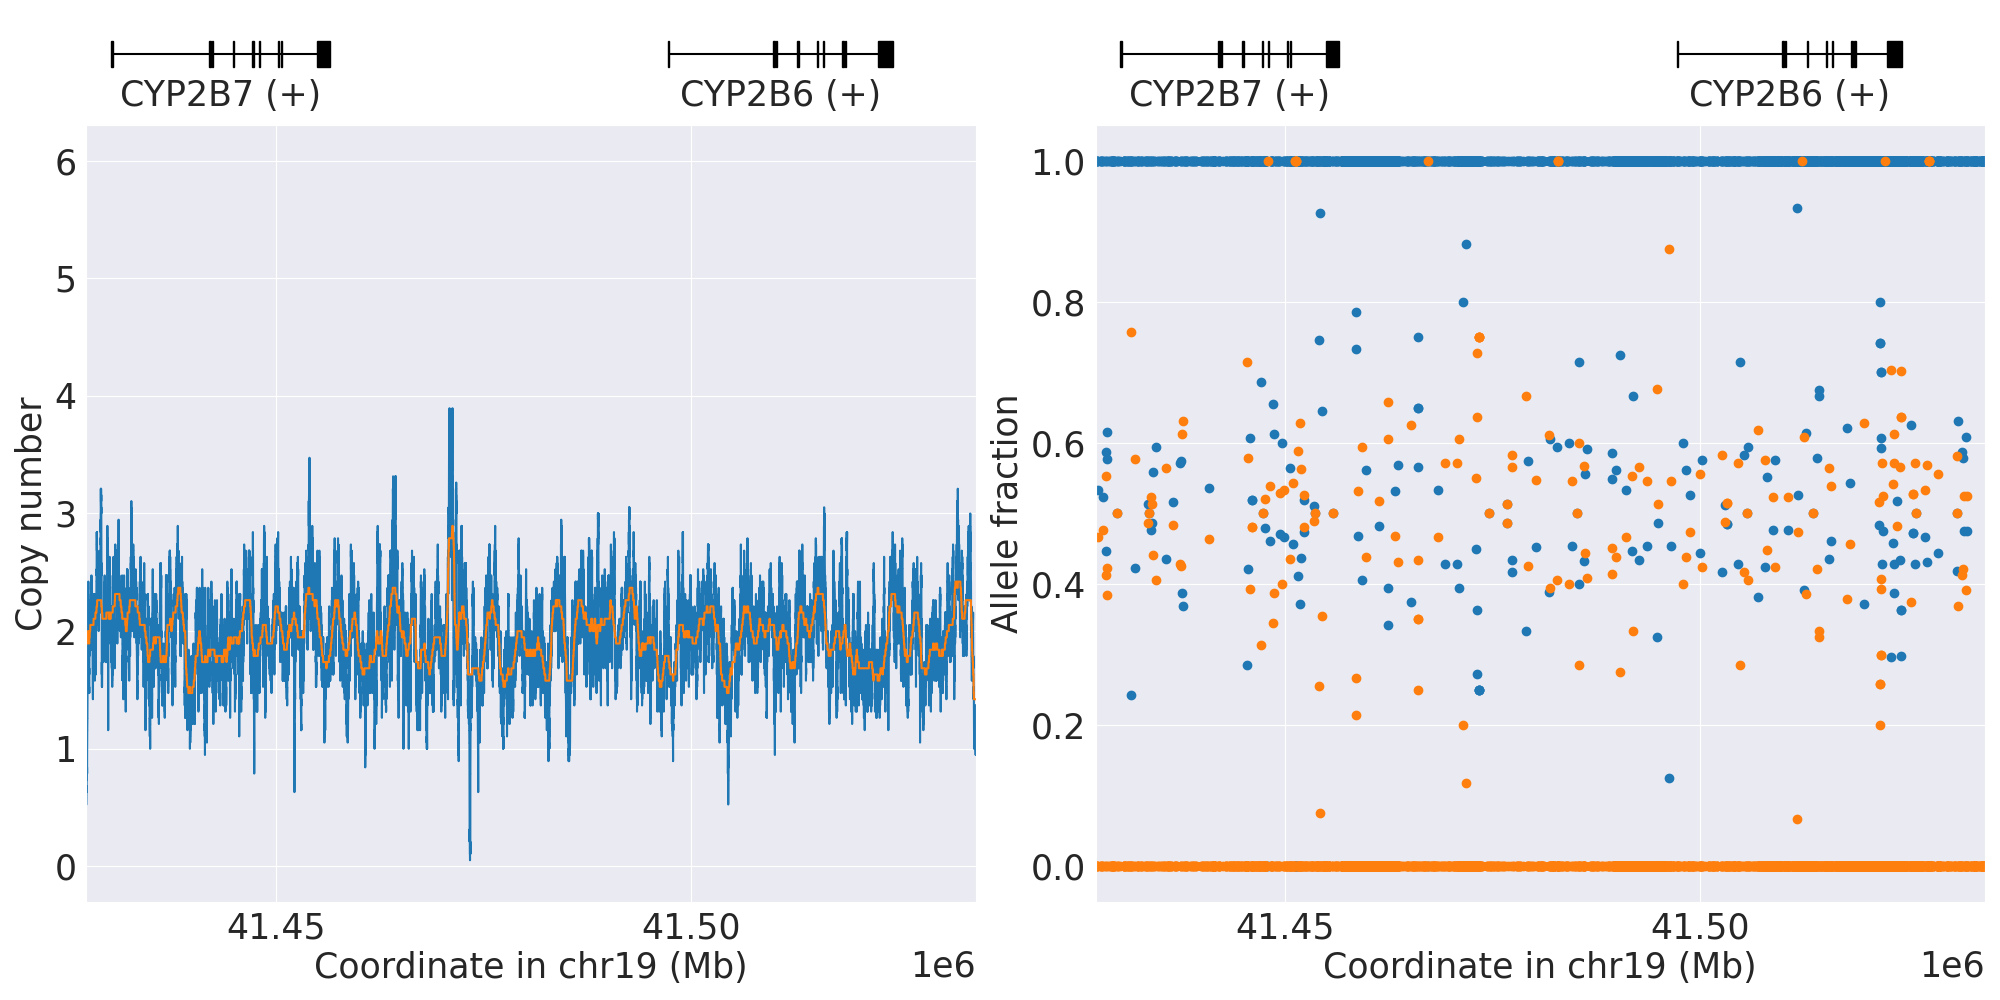 CYP2B7 (+)
CYP2B6 (+)
CYP2B7 (+)
CYP2B6 (+)
Copy number
6
5
4
3
2
1
0
41.45
41.50
Coordinate in chr19 (Mb)
1e6
Allele fraction
1.0
0.8
0.6
0.4
0.2
0.0
41.45
41.50
Coordinate in chr19 (Mb)
1e6